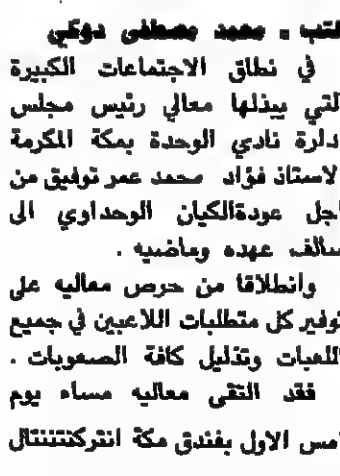 كتب ـ محمد مصطفى دوكي
في نطاق الاجتماعات الكبيرة
التي يبذلها معالي رئيس مجلس
ادارة نادي الوحدة بمكة المكرمة
الاستاذ فؤاد محمد عمر توفيق من
اجل عودةالكيان الوحداوي الى
سالف عهده وماضيه .
وانطلاقا من حرص معاليه على
توفير كل متطلبات اللاعبين في جميع
اللعبات وتذليل كافة الصعوبات .
فقد التقى معاليه مساء يوم
امس الاول بفندق مكة انتركنتننتال